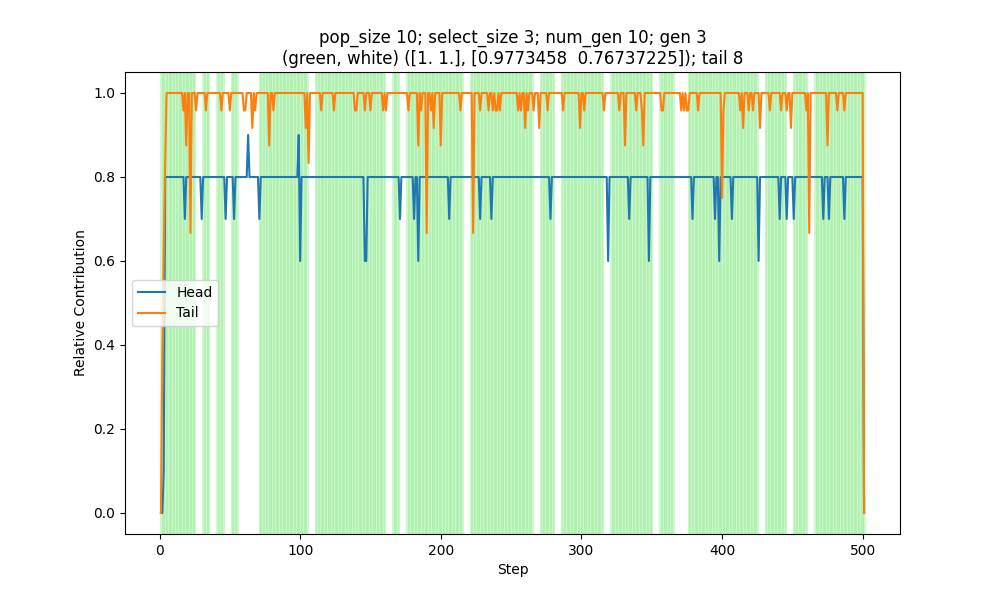 pop_size 10; select_size 3; num_gen 10; gen 3
(green, white) ([1. 1.], [0.9773458  0.76737225]); tail 8
1.0
0.8
0.6
0.4
0.2
0.0
Relative Contribution
Head
Tail
0
100
200
300
400
500
Step